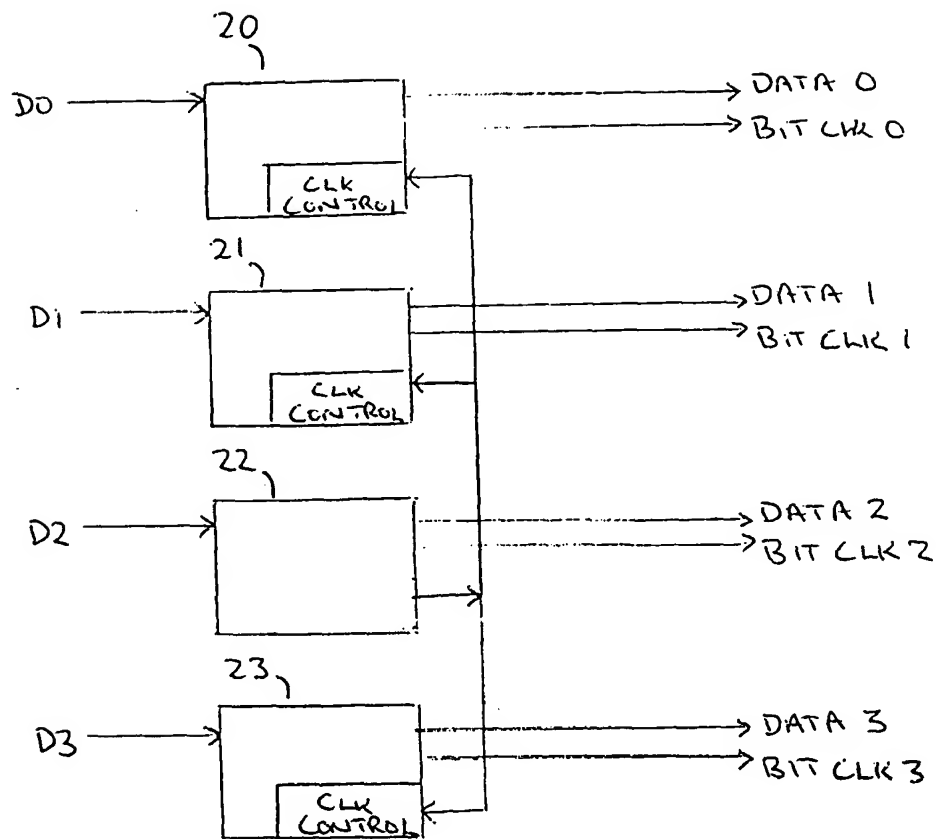 20
D0
DATA 0
BIT CLK 0
CLK
CONTROL
21
D1
DATA 1
BIT CLK 1
CLK
CONTROL
22
D2
DATA 2
BIT CLK 2
23
D3
DATA 3
BIT CLK 3
CLK
CONTROL